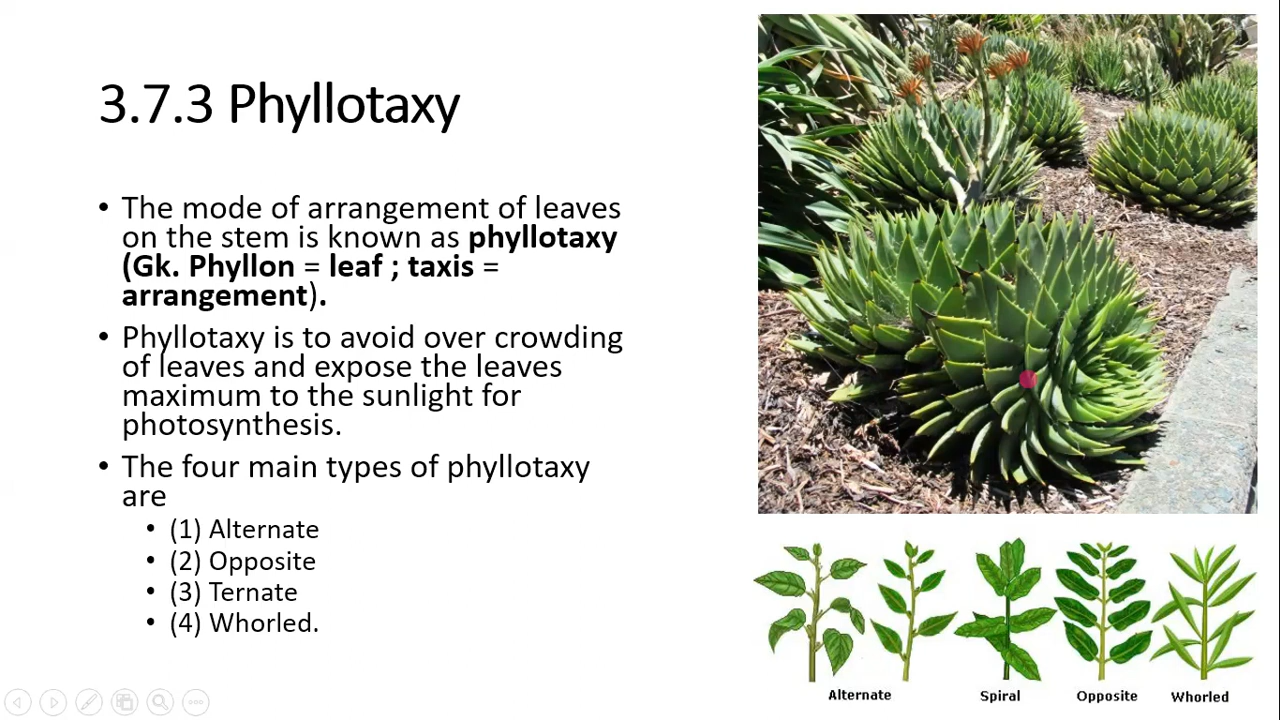 3.7.3 Phyllotaxy
• The mode of arrangement of leaves
on the stem is known as phyllotaxy
(Gk. Phyllon = leaf ; taxis =
arrangement).
• Phyllotaxy is to avoid over crowding
of leaves and expose the leaves
maximum to the sunlight for
photosynthesis.
• The four main types of phyllotaxy
are
• (1) Alternate
• (2) Opposite
• (3) Ternate
• (4) Whorled.
Alternate
Spiral
Opposite
Whorled